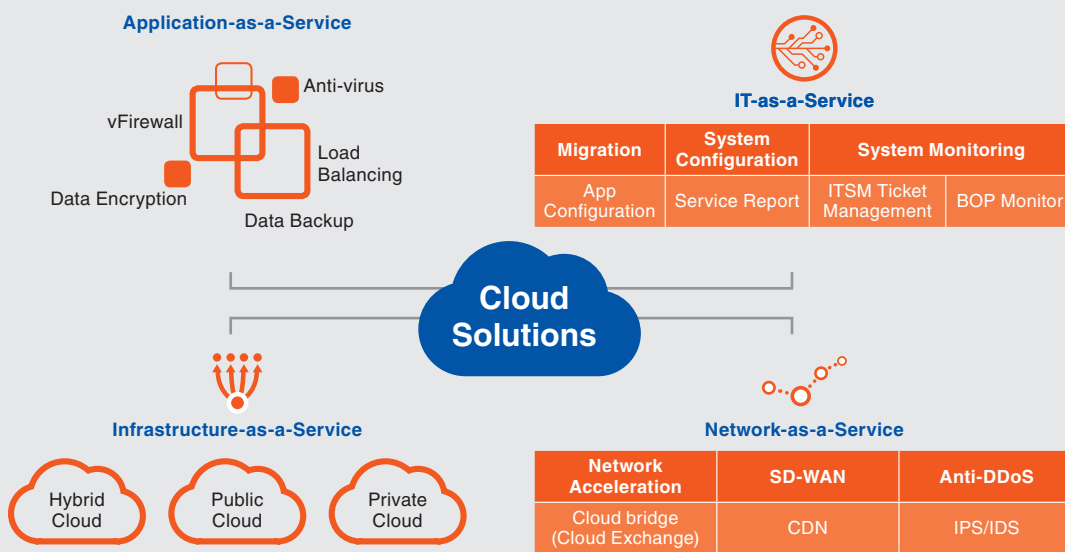 Application-as-a-Service
Anti-virus
vFirewall
Load
Balancing
Data Encryption
Data Backup
IT-as-a-Service
Migration
System
Configuration
System Monitoring
App
Configuration
Service Report
ITSM Ticket
Management
BOP Monitor
Cloud
Solutions
Infrastructure-as-a-Service
Hybrid
Cloud
Public
Cloud
Private
Cloud
Network-as-a-Service
Network
Acceleration
SD-WAN
Anti-DDoS
Cloud bridge
(Cloud Exchange)
CDN
IPS/IDS